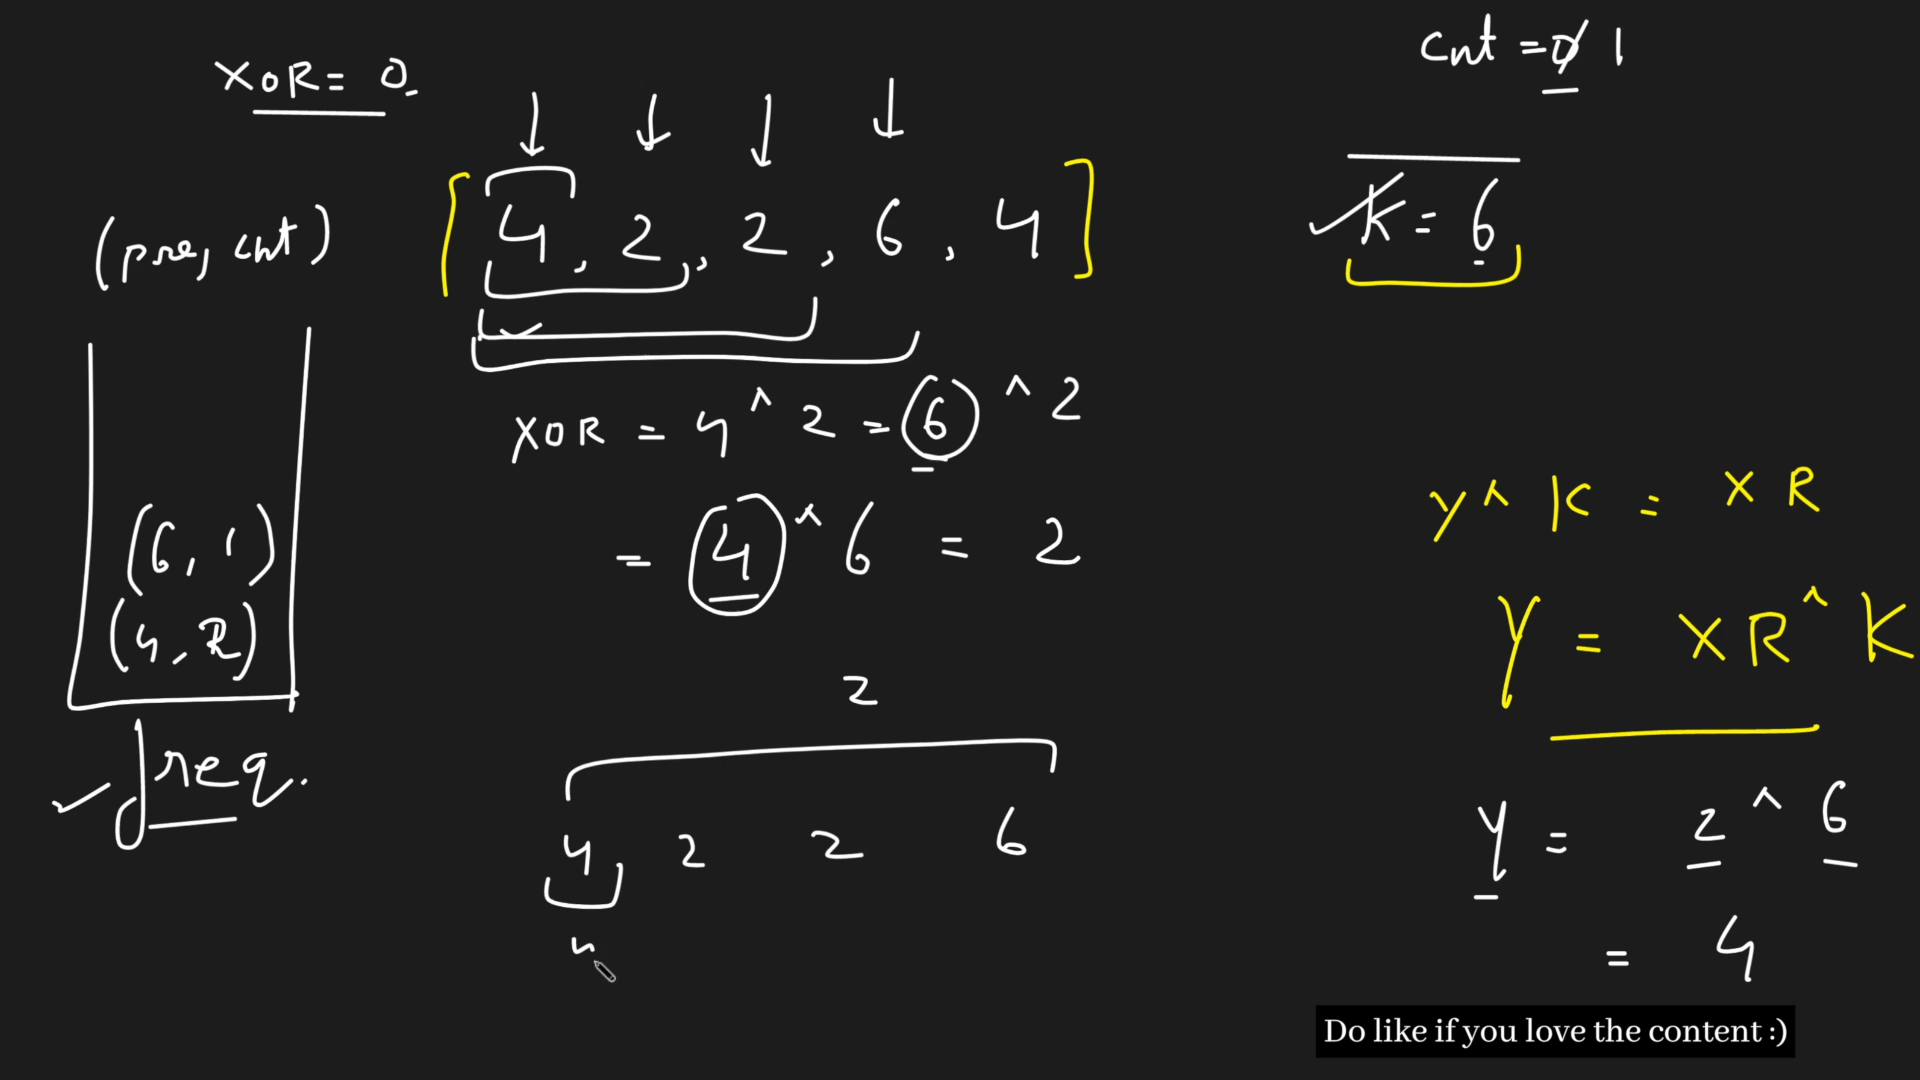 XOR = 0
cnt = 0 1
(pre, cnt)
[4, 2, 2, 6, 4]
K = 6
XOR = 4 ^ 2 = 6 ^ 2
= 4 ^ 6 = 2
y ^ K = XR
Y = XR ^ K
(6, 1)
(4, 2)
freq.
2
4, 2 2 6
4
y = 2 ^ 6
= 4
Do like if you love the content :)